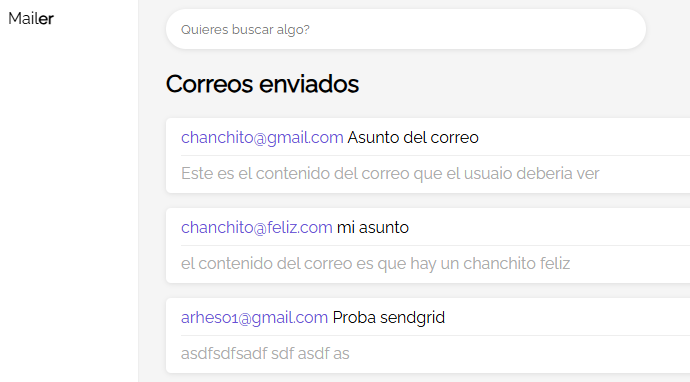 Mailer
Quieres buscar algo?
Correos enviados
chanchito@gmail.com Asunto del correo
Este es el contenido del correo que el usuaio deberia ver
chanchito@feliz.com mi asunto
el contenido del correo es que hay un chanchito feliz
arheso1@gmail.com Proba sendgrid
asdfsdfsadf sdf asdf as